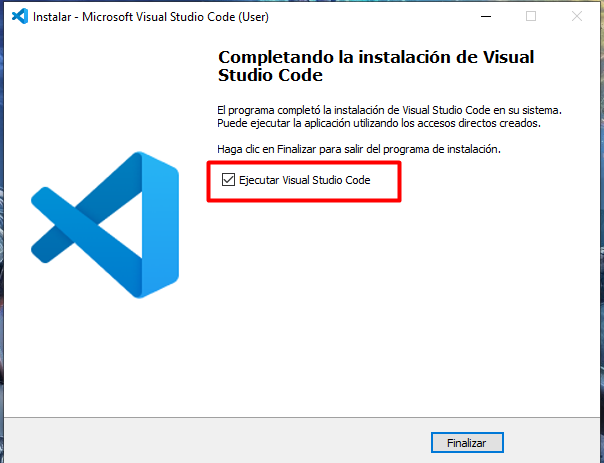 Instalar - Microsoft Visual Studio Code (User)
Completando la instalación de Visual
Studio Code
El programa completó la instalación de Visual Studio Code en su sistema.
Puede ejecutar la aplicación utilizando los accesos directos creados.
Haga clic en Finalizar para salir del programa de instalación.
Ejecutar Visual Studio Code
Finalizar